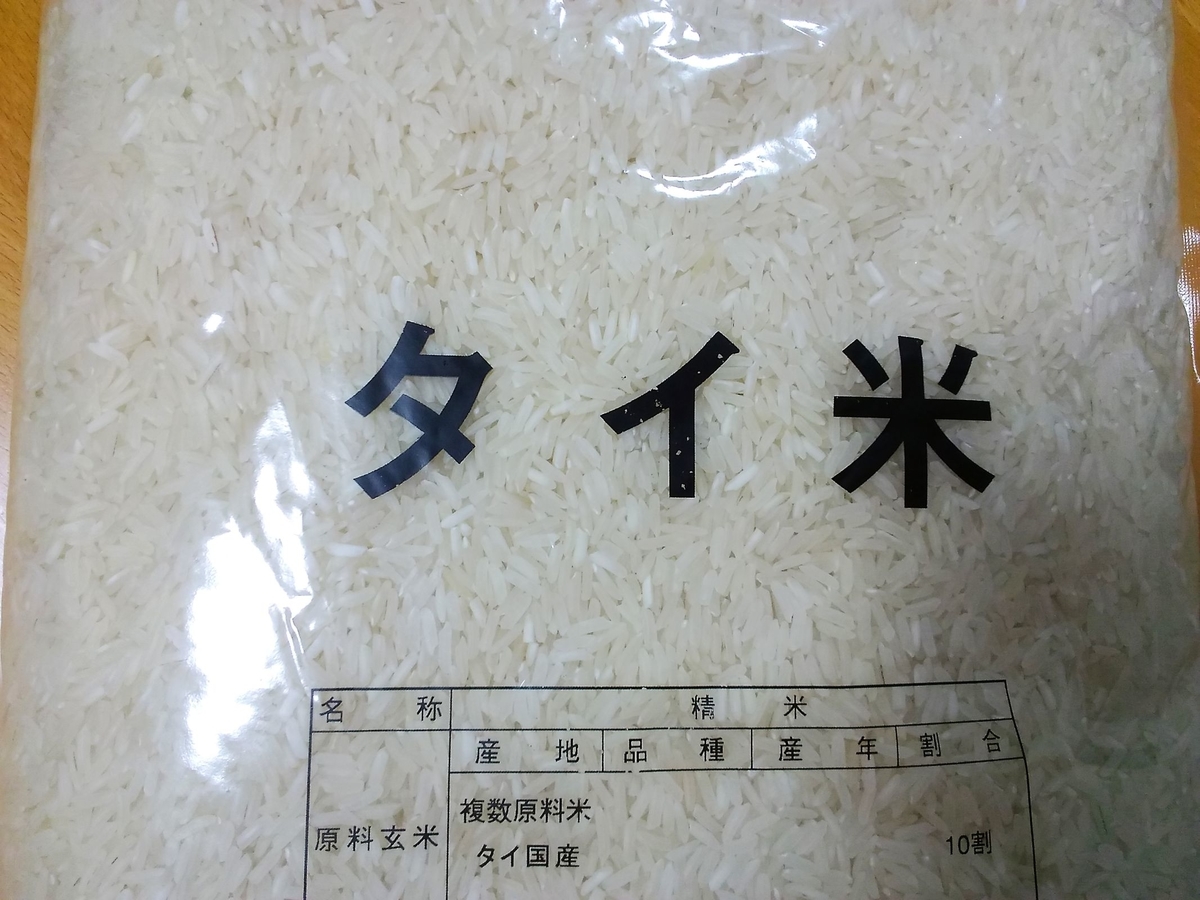 タイ米
名称 精米
産地 品種 産年 割合
原料玄米
複数原料米
タイ国産 10割